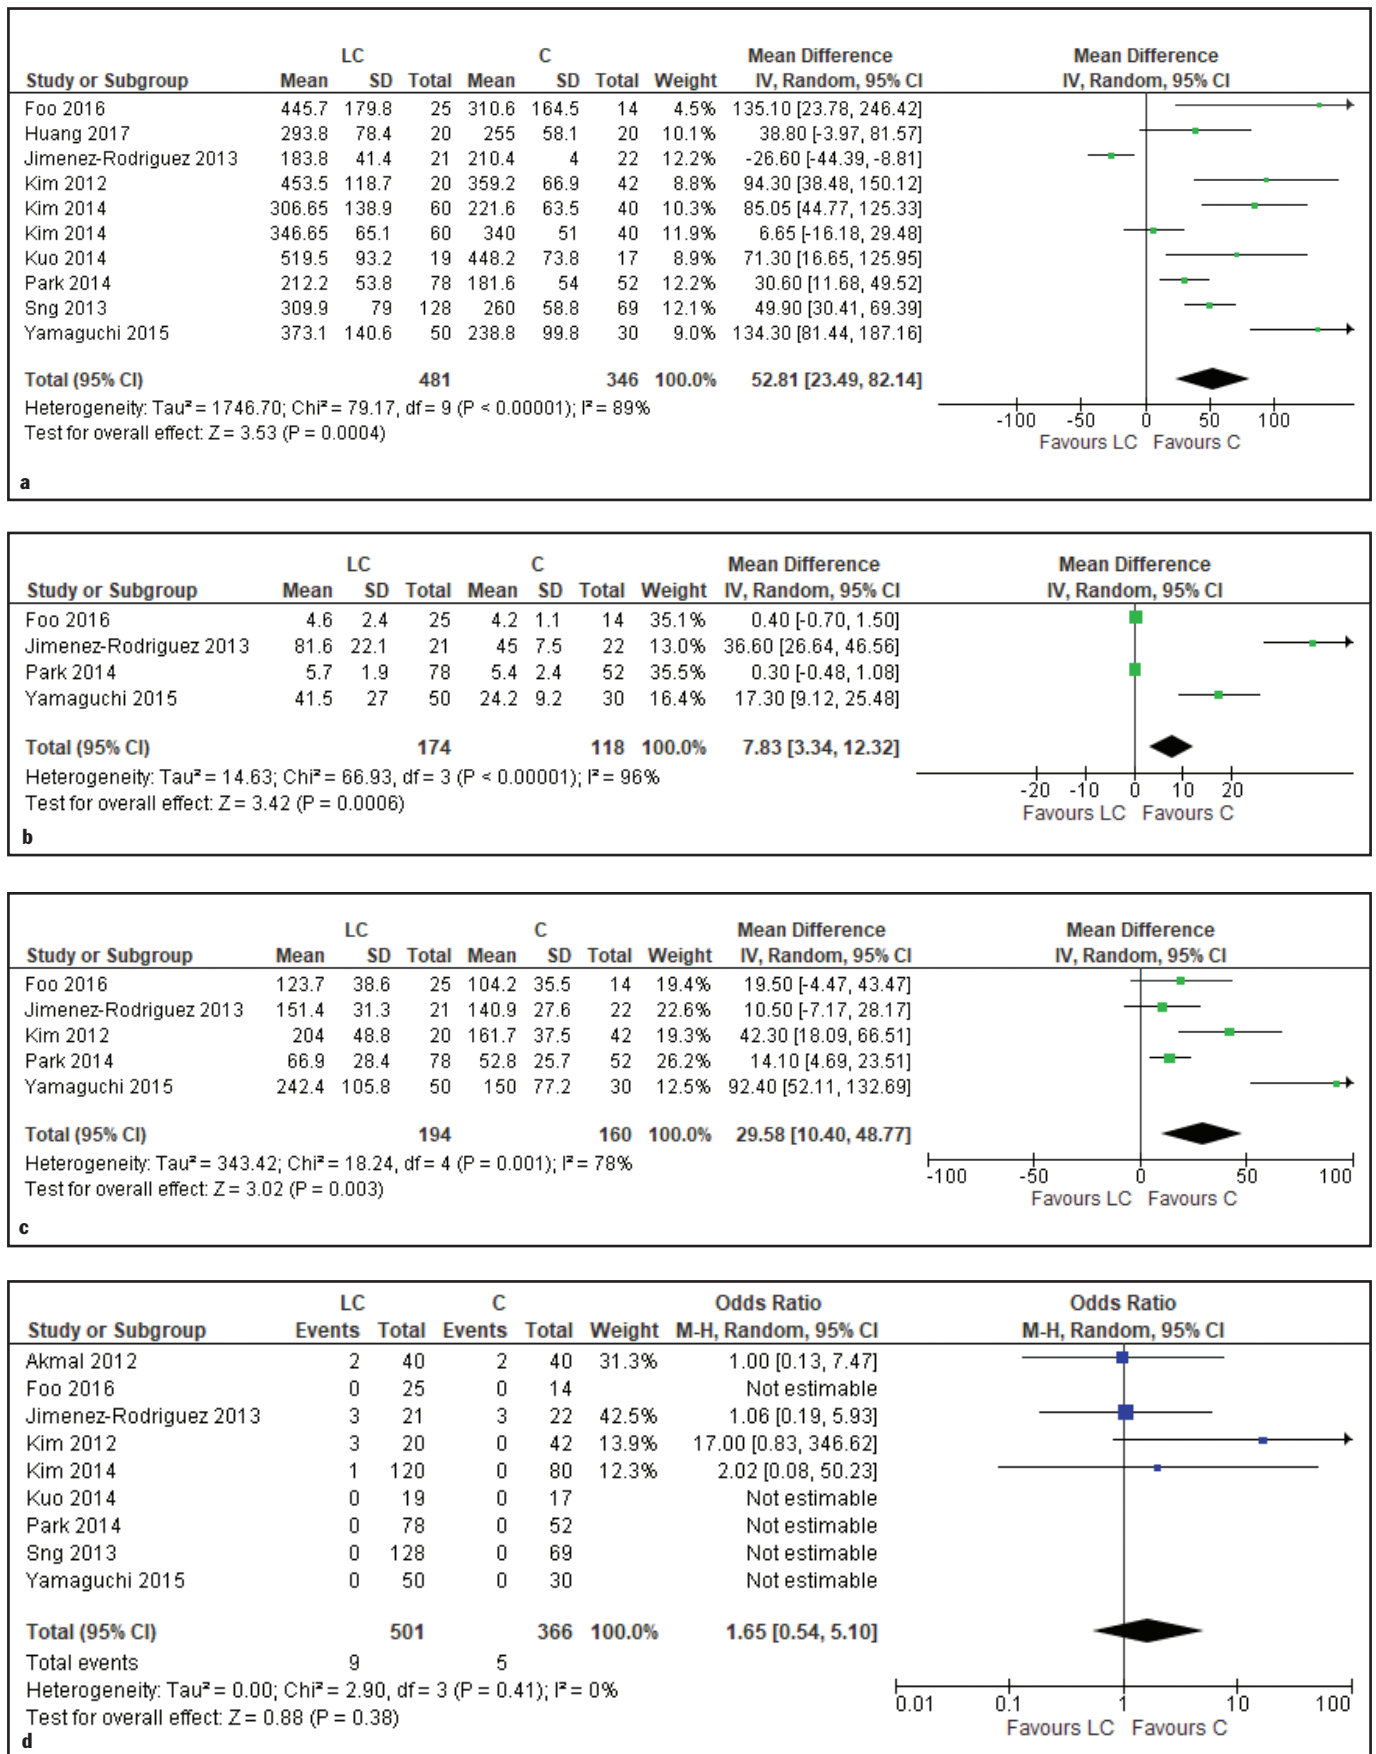 LC C Mean Difference Mean Difference
Study or Subgroup Mean SD Total Mean SD Total Weight IV, Random, 95% CI IV, Random, 95% CI
Foo 2016 445.7 179.8 25 310.6 164.5 14 4.5% 135.10 [23.78, 246.42]
Huang 2017 293.8 78.4 20 255 58.1 20 10.1% 38.80 [-3.97, 81.57]
Jimenez-Rodriguez 2013 183.8 41.4 21 210.4 4 22 12.2% -26.60 [-44.39, -8.81]
Kim 2012 453.5 118.7 20 359.2 66.9 42 8.8% 94.30 [38.48, 150.12]
Kim 2014 306.65 138.9 60 221.6 63.5 40 10.3% 85.05 [44.77, 125.33]
Kim 2014 346.65 65.1 60 340 51 40 11.9% 6.65 [-16.18, 29.48]
Kuo 2014 519.5 93.2 19 448.2 73.8 17 8.9% 71.30 [16.65, 125.95]
Park 2014 212.2 53.8 78 181.6 54 52 12.2% 30.60 [11.68, 49.52]
Sng 2013 309.9 79 128 260 58.8 69 12.1% 49.90 [30.41, 69.39]
Yamaguchi 2015 373.1 140.6 50 238.8 99.8 30 9.0% 134.30 [81.44, 187.16]
Total (95% CI) 481 346 100.0% 52.81 [23.49, 82.14]
Heterogeneity: Tau² = 1746.70; Chi² = 79.17, df = 9 (P < 0.00001); I² = 89%
Test for overall effect: Z = 3.53 (P = 0.0004)
-100 -50 0 50 100
Favours LC Favours C
a
LC C Mean Difference Mean Difference
Study or Subgroup Mean SD Total Mean SD Total Weight IV, Random, 95% CI IV, Random, 95% CI
Foo 2016 4.6 2.4 25 4.2 1.1 14 35.1% 0.40 [-0.70, 1.50]
Jimenez-Rodriguez 2013 81.6 22.1 21 45 7.5 22 13.0% 36.60 [26.64, 46.56]
Park 2014 5.7 1.9 78 5.4 2.4 52 35.5% 0.30 [-0.48, 1.08]
Yamaguchi 2015 41.5 27 50 24.2 9.2 30 16.4% 17.30 [9.12, 25.48]
Total (95% CI) 174 118 100.0% 7.83 [3.34, 12.32]
Heterogeneity: Tau² = 14.63; Chi² = 66.93, df = 3 (P < 0.00001); I² = 96%
Test for overall effect: Z = 3.42 (P = 0.0006)
-20 -10 0 10 20
Favours LC Favours C
b
LC C Mean Difference Mean Difference
Study or Subgroup Mean SD Total Mean SD Total Weight IV, Random, 95% CI IV, Random, 95% CI
Foo 2016 123.7 38.6 25 104.2 35.5 14 19.4% 19.50 [-4.47, 43.47]
Jimenez-Rodriguez 2013 151.4 31.3 21 140.9 27.6 22 22.6% 10.50 [-7.17, 28.17]
Kim 2012 204 48.8 20 161.7 37.5 42 19.3% 42.30 [18.09, 66.51]
Park 2014 66.9 28.4 78 52.8 25.7 52 26.2% 14.10 [4.69, 23.51]
Yamaguchi 2015 242.4 105.8 50 150 77.2 30 12.5% 92.40 [52.11, 132.69]
Total (95% CI) 194 160 100.0% 29.58 [10.40, 48.77]
Heterogeneity: Tau² = 343.42; Chi² = 18.24, df = 4 (P = 0.001); I² = 78%
Test for overall effect: Z = 3.02 (P = 0.003)
-100 -50 0 50 100
Favours LC Favours C
c
LC C Odds Ratio Odds Ratio
Study or Subgroup Events Total Events Total Weight M-H, Random, 95% CI M-H, Random, 95% CI
Akmal 2012 2 40 2 40 31.3% 1.00 [0.13, 7.47]
Foo 2016 0 25 0 14 Not estimable
Jimenez-Rodriguez 2013 3 21 3 22 42.5% 1.06 [0.19, 5.93]
Kim 2012 3 20 0 42 13.9% 17.00 [0.83, 346.62]
Kim 2014 1 120 0 80 12.3% 2.02 [0.08, 50.23]
Kuo 2014 0 19 0 17 Not estimable
Park 2014 0 78 0 52 Not estimable
Sng 2013 0 128 0 69 Not estimable
Yamaguchi 2015 0 50 0 30 Not estimable
Total (95% CI) 501 366 100.0% 1.65 [0.54, 5.10]
Total events 9 5
Heterogeneity: Tau² = 0.00; Chi² = 2.90, df = 3 (P = 0.41); I² = 0%
Test for overall effect: Z = 0.88 (P = 0.38)
0.01 0.1 1 10 100
Favours LC Favours C
d